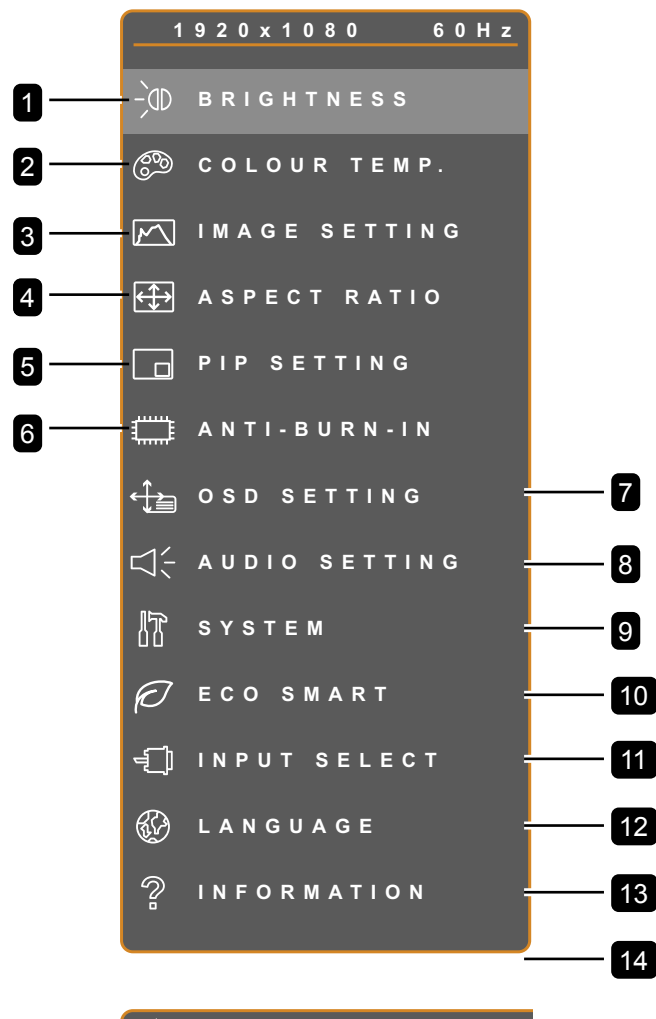 1920x1080 60Hz
1 BRIGHTNESS
2 COLOUR TEMP.
3 IMAGE SETTING
4 ASPECT RATIO
5 PIP SETTING
6 ANTI-BURN-IN
OSD SETTING 7
AUDIO SETTING 8
SYSTEM 9
ECO SMART 10
INPUT SELECT 11
LANGUAGE 12
INFORMATION 13
14